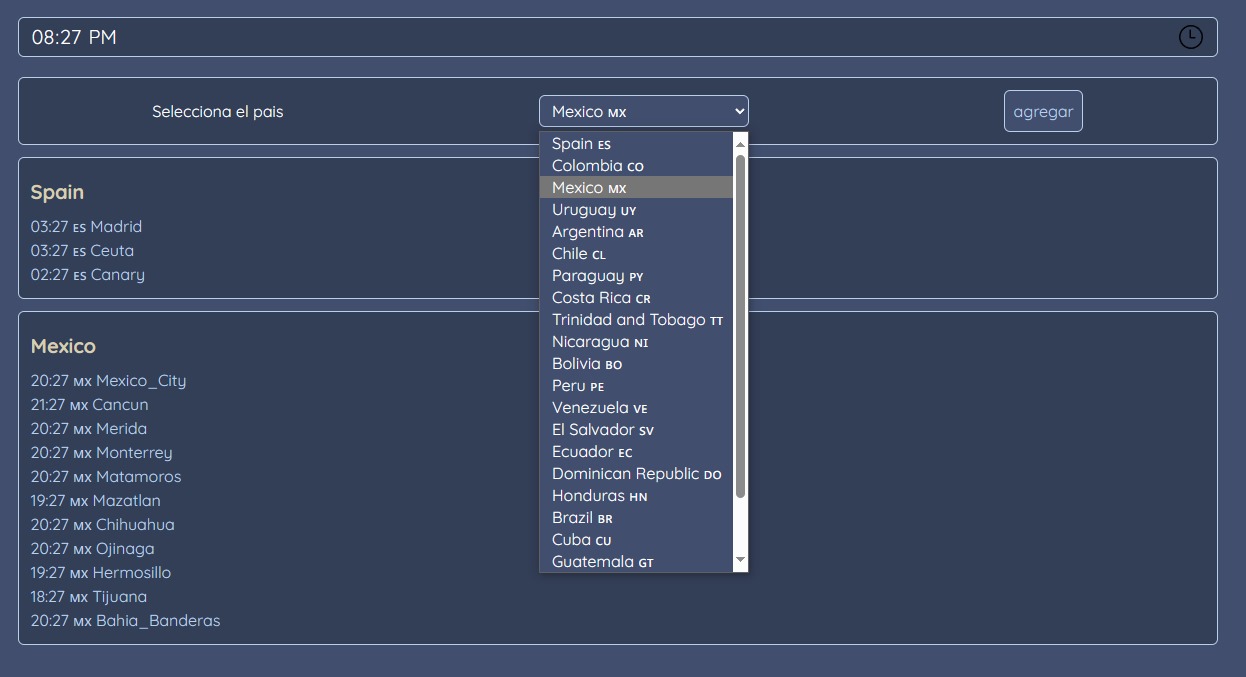 08:27 PM
Selecciona el pais
Mexico MX
agregar
Spain ES
Colombia CO
Mexico MX
Uruguay UY
Argentina AR
Chile CL
Paraguay PY
Costa Rica CR
Trinidad and Tobago TT
Nicaragua NI
Bolivia BO
Peru PE
Venezuela VE
El Salvador SV
Ecuador EC
Dominican Republic DO
Honduras HN
Brazil BR
Cuba CU
Guatemala GT
Spain
03:27 ES Madrid
03:27 ES Ceuta
02:27 ES Canary
Mexico
20:27 MX Mexico_City
21:27 MX Cancun
20:27 MX Merida
20:27 MX Monterrey
20:27 MX Matamoros
19:27 MX Mazatlan
20:27 MX Chihuahua
20:27 MX Ojinaga
19:27 MX Hermosillo
18:27 MX Tijuana
20:27 MX Bahia_Banderas